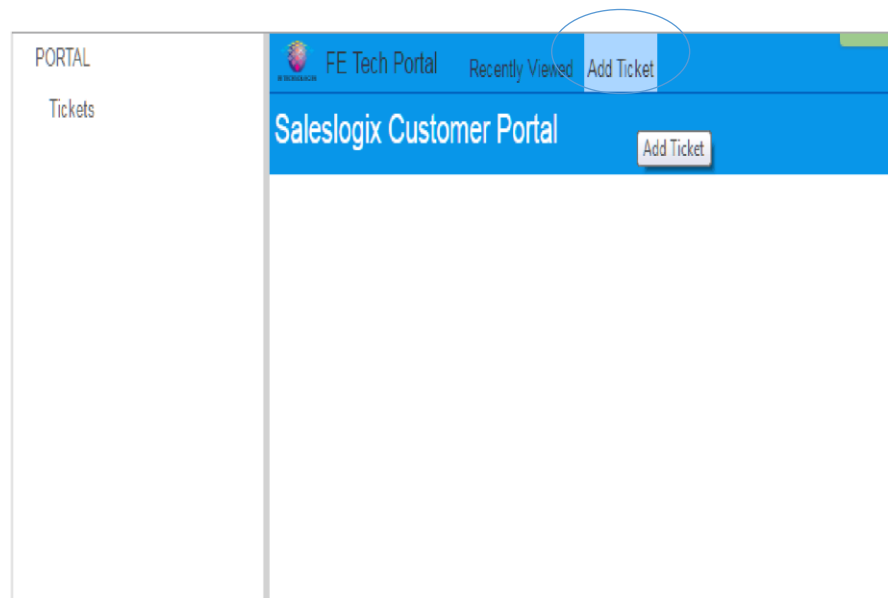 PORTAL
Tickets
FE Tech Portal
Recently Viewed
Add Ticket
Saleslogix Customer Portal
Add Ticket